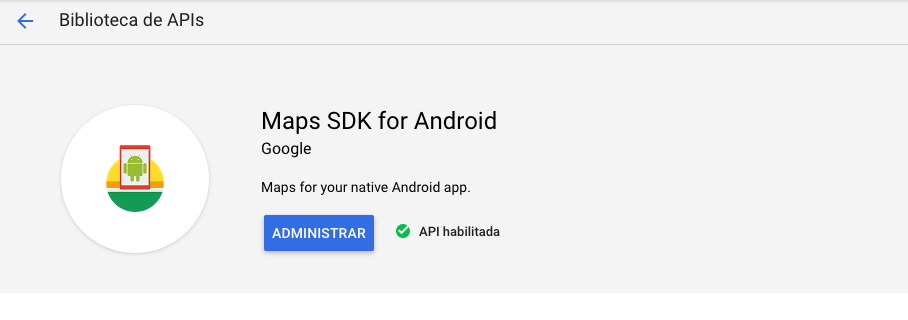 Biblioteca de APIs
Maps SDK for Android
Google
Maps for your native Android app.
ADMINISTRAR
API habilitada